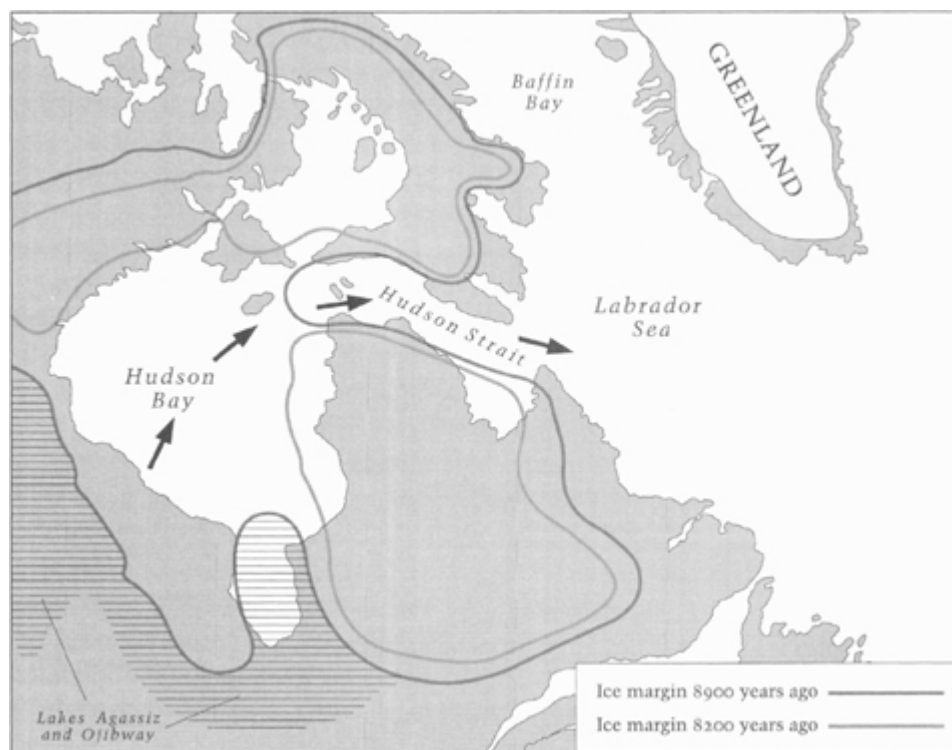 Baffin
Bay
GREENLAND
Labrador
Sea
Hudson Strait
Hudson
Bay
Lakes Agassiz
and Ojibway
Ice margin 8900 years ago
Ice margin 8200 years ago